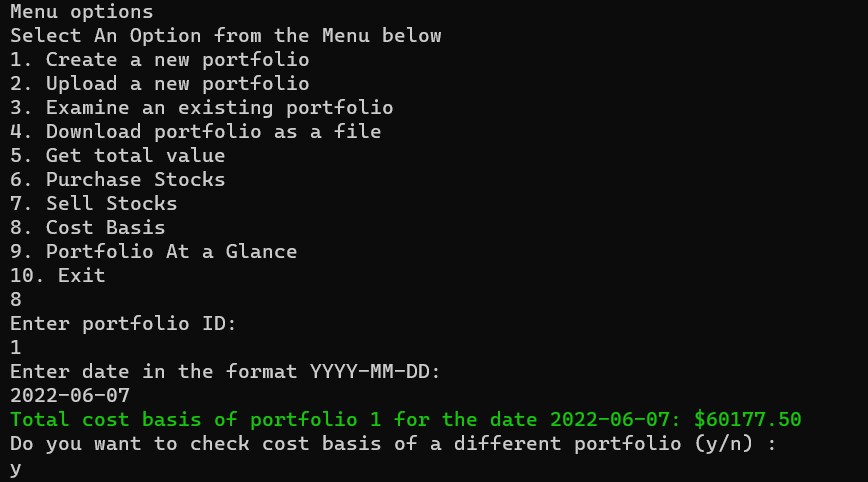 Menu options
Select An Option from the Menu below
1. Create a new portfolio
2. Upload a new portfolio
3. Examine an existing portfolio
4. Download portfolio as a file
5. Get total value
6. Purchase Stocks
7. Sell Stocks
8. Cost Basis
9. Portfolio At a Glance
10. Exit
8
Enter portfolio ID:
1
Enter date in the format YYYY-MM-DD:
2022-06-07
Total cost basis of portfolio 1 for the date 2022-06-07: $60177.50
Do you want to check cost basis of a different portfolio (y/n) :
y